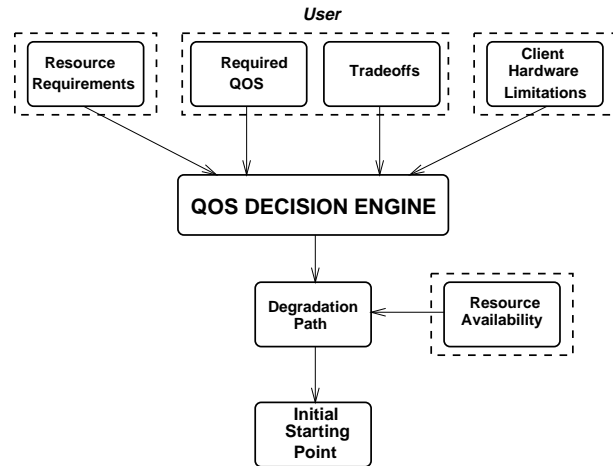 User
Resource
Requirements
Required
QOS
Tradeoffs
Client
Hardware
Limitations
QOS DECISION ENGINE
Degradation
Path
Resource
Availability
Initial
Starting
Point